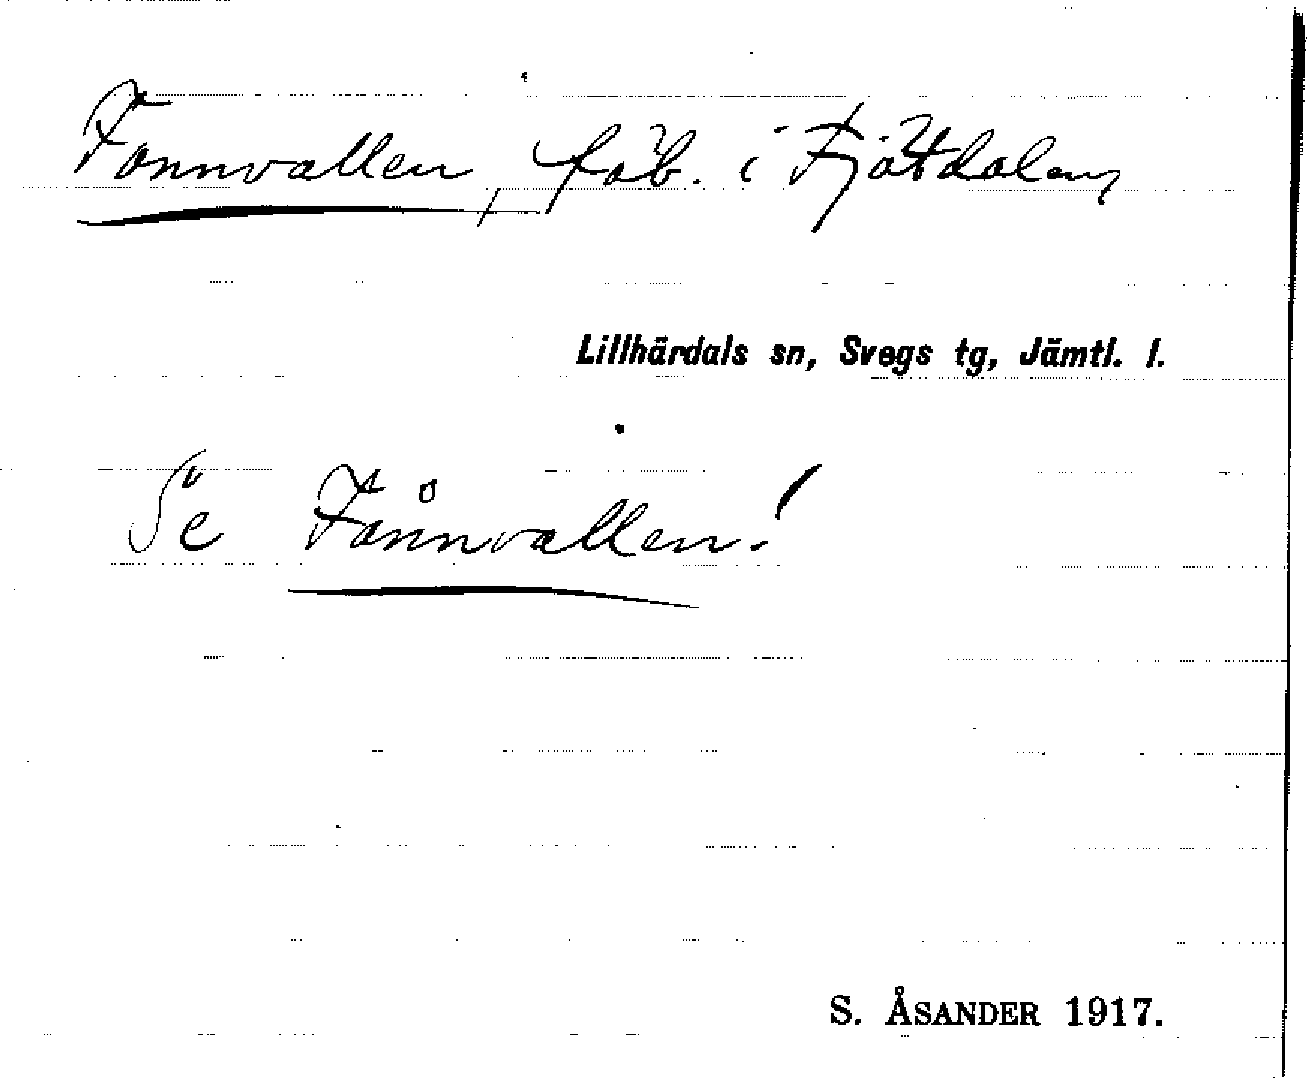 Fonnvallen, fäb. i Fjätdalen,
Lillhärdals sn, Svegs tg, Jämtl. l.
Se Fånnvallen!
S. ÅSANDER 1917.